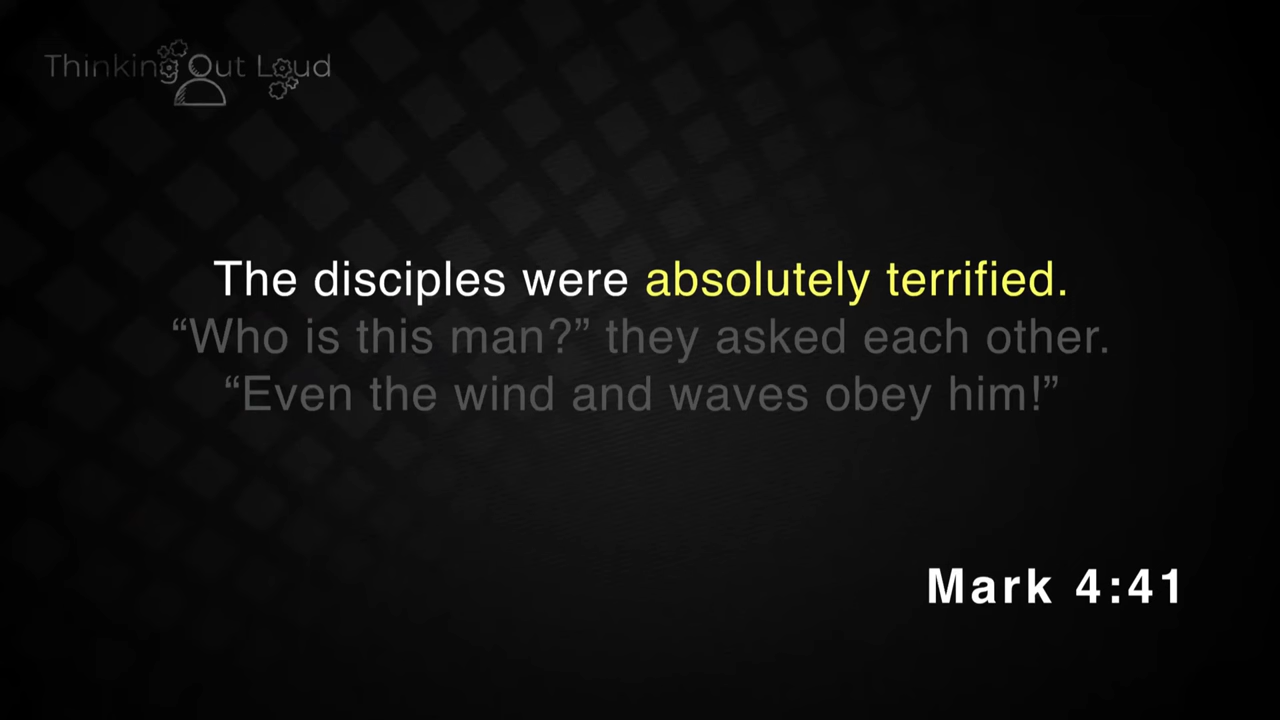 Thinking Out Loud
The disciples were absolutely terrified.
“Who is this man?” they asked each other.
“Even the wind and waves obey him!”
Mark 4:41